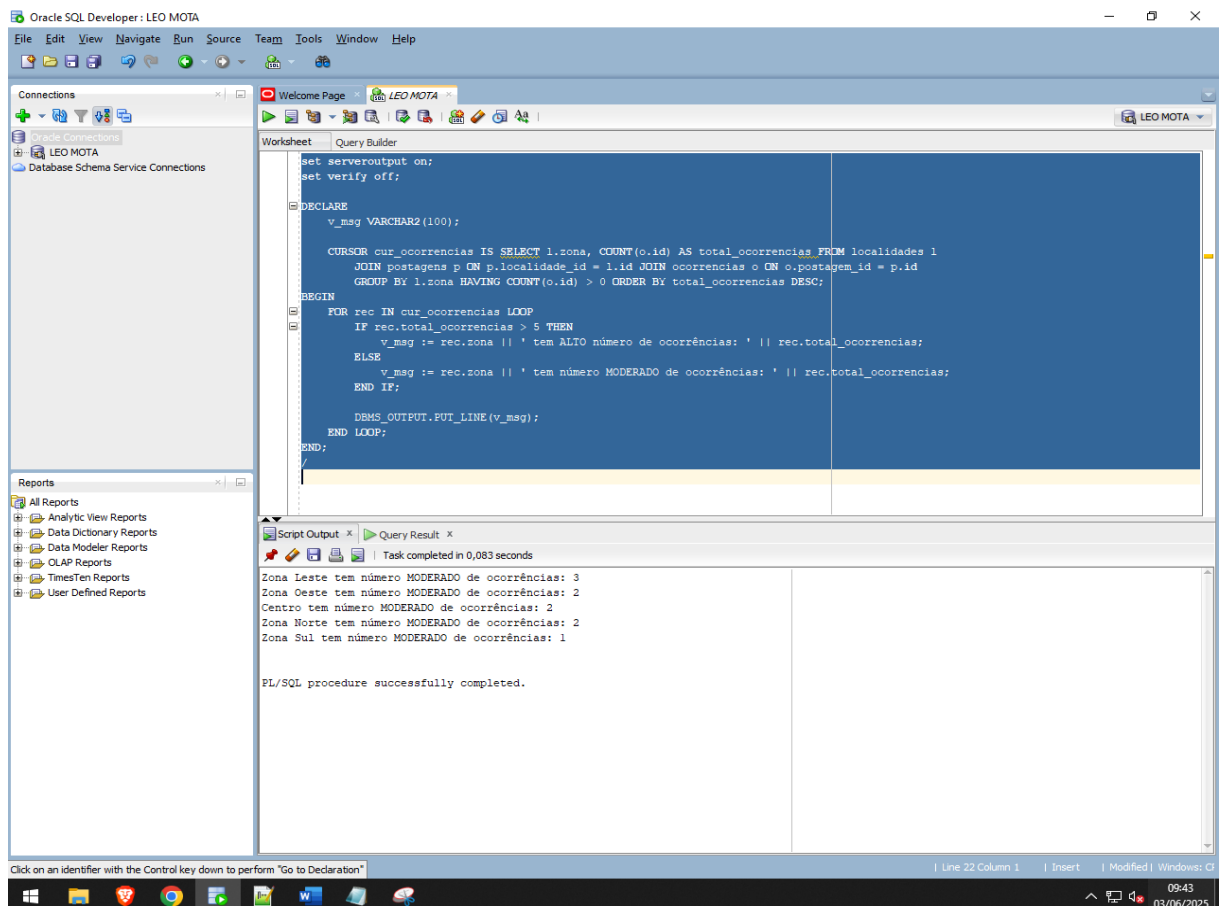 Oracle SQL Developer : LEO MOTA
File Edit View Navigate Run Source Team Tools Window Help
Connections
Oracle Connections
LEO MOTA
Database Schema Service Connections
Welcome Page
LEO MOTA
LEO MOTA
Worksheet Query Builder
set serveroutput on;
set verify off;
DECLARE
v_msg VARCHAR2(100);
CURSOR cur_ocorrencias IS SELECT l.zona, COUNT(o.id) AS total_ocorrencias FROM localidades l
JOIN postagens p ON p.localidade_id = l.id JOIN ocorrencias o ON o.postagem_id = p.id
GROUP BY l.zona HAVING COUNT(o.id) > 0 ORDER BY total_ocorrencias DESC;
BEGIN
FOR rec IN cur_ocorrencias LOOP
IF rec.total_ocorrencias > 5 THEN
v_msg := rec.zona || ' tem ALTO número de ocorrências: ' || rec.total_ocorrencias;
ELSE
v_msg := rec.zona || ' tem número MODERADO de ocorrências: ' || rec.total_ocorrencias;
END IF;
DBMS_OUTPUT.PUT_LINE(v_msg);
END LOOP;
END;
/
Reports
All Reports
Analytic View Reports
Data Dictionary Reports
Data Modeler Reports
OLAP Reports
TimesTen Reports
User Defined Reports
Script Output x Query Result x
Task completed in 0,083 seconds
Zona Leste tem número MODERADO de ocorrências: 3
Zona Oeste tem número MODERADO de ocorrências: 2
Centro tem número MODERADO de ocorrências: 2
Zona Norte tem número MODERADO de ocorrências: 2
Zona Sul tem número MODERADO de ocorrências: 1
PL/SQL procedure successfully completed.
Click on an identifier with the Control key down to perform "Go to Declaration"
Line 22 Column 1 | Insert | Modified | Windows: CR
09:43
03/06/2025